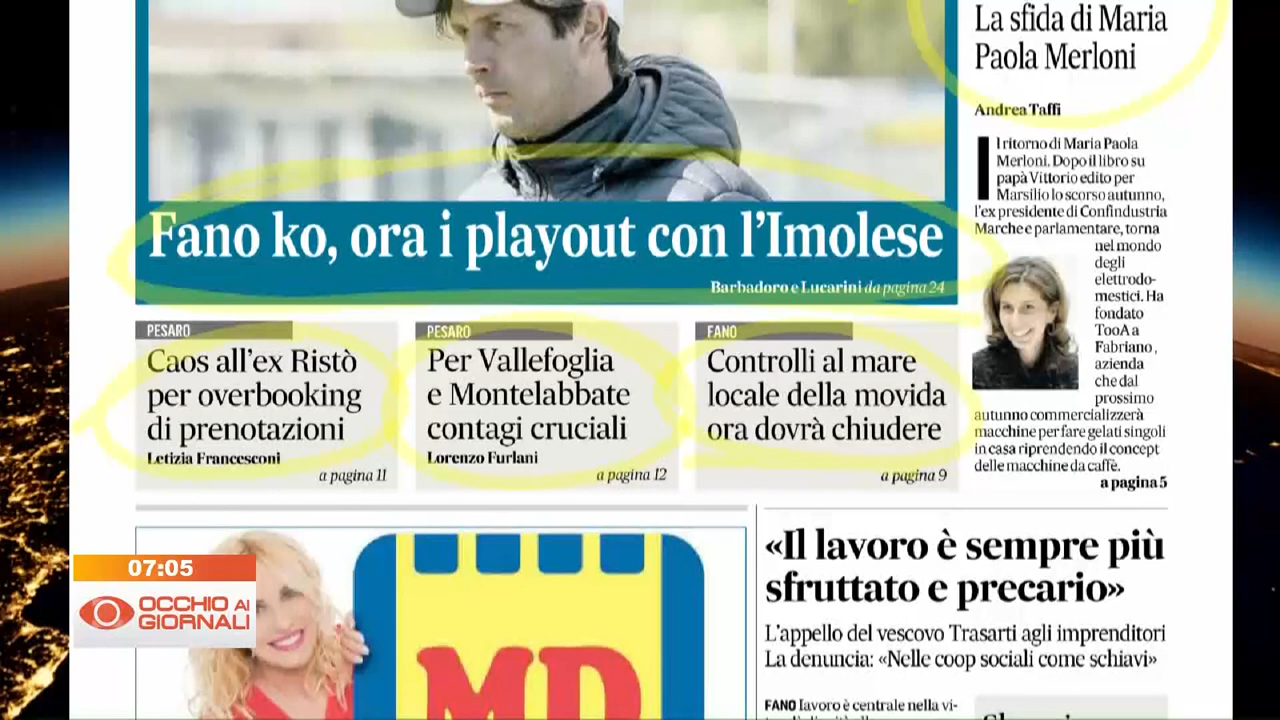 La sfida di Maria
Paola Merloni
Andrea Taffi
Il ritorno di Maria Paola
Merloni. Dopo il libro su
papà Vittorio edito per
Marsilio lo scorso autunno,
l'ex presidente di Confindustria
Marche e parlamentare, torna
nel mondo
degli
elettrodo-
mestici. Ha
fondato
TooA a
Fabriano,
azienda
che dal
prossimo
autunno commercializzerà
macchine per fare gelati singoli
in casa riprendendo il concept
delle macchine da caffè.
a pagina 5
Fano ko, ora i playout con l'Imolese
Barbadoro e Lucarini da pagina 24
PESARO
Caos all'ex Ristò
per overbooking
di prenotazioni
Letizia Francesconi
a pagina 11
PESARO
Per Vallefoglia
e Montelabbate
contagi cruciali
Lorenzo Furlani
a pagina 12
FANO
Controlli al mare
locale della movida
ora dovrà chiudere
a pagina 9
«Il lavoro è sempre più
sfruttato e precario»
L'appello del vescovo Trasarti agli imprenditori
La denuncia: «Nelle coop sociali come schiavi»
FANO Il lavoro è centrale nella vi-
MD
07:05
OCCHIO AI
GIORNALI